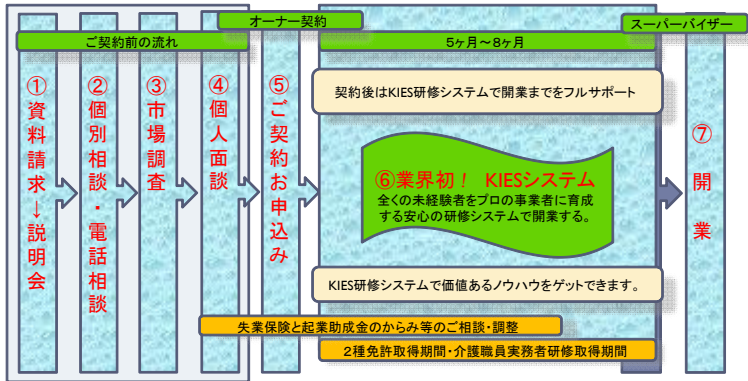 オーナー契約
スーパーバイザー
ご契約前の流れ
5ヶ月～8ヶ月
①資料請求→説明会
②個別相談・電話相談
③市場調査
④個人面談
⑤ご契約お申込み
契約後はKIES研修システムで開業までをフルサポート
⑥業界初！ KIESシステム
全くの未経験者をプロの事業者に育成
する安心の研修システムで開業する。
KIES研修システムで価値あるノウハウをゲットできます。
⑦開業
失業保険と起業助成金のからみ等のご相談・調整
２種免許取得期間・介護職員実務者研修取得期間